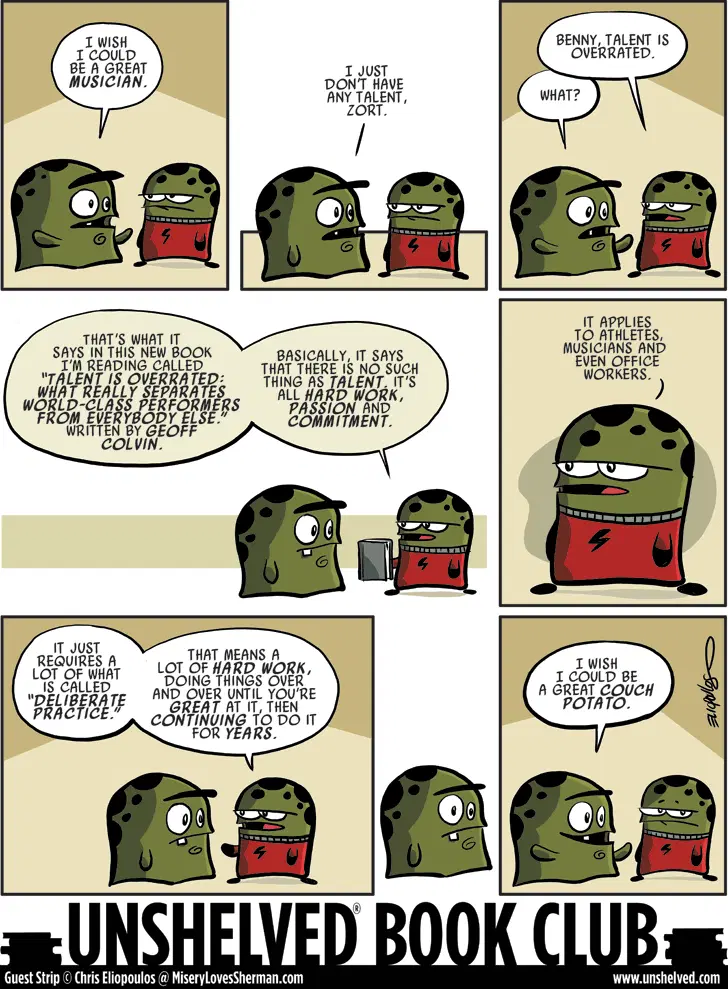 I WISH
I COULD
BE A GREAT
MUSICIAN.
I JUST
DON'T HAVE
ANY TALENT,
ZORT.
BENNY, TALENT IS
OVERRATED.
WHAT?
THAT'S WHAT IT
SAYS IN THIS NEW BOOK
I'M READING CALLED
"TALENT IS OVERRATED:
WHAT REALLY SEPARATES
WORLD-CLASS PERFORMERS
FROM EVERYBODY ELSE."
WRITTEN BY GEOFF
COLVIN.
BASICALLY, IT SAYS
THAT THERE IS NO SUCH
THING AS TALENT. IT'S
ALL HARD WORK,
PASSION AND
COMMITMENT.
IT APPLIES
TO ATHLETES,
MUSICIANS AND
EVEN OFFICE
WORKERS.
IT JUST
REQUIRES A
LOT OF WHAT
IS CALLED
"DELIBERATE
PRACTICE."
THAT MEANS A
LOT OF HARD WORK,
DOING THINGS OVER
AND OVER UNTIL YOU'RE
GREAT AT IT, THEN
CONTINUING TO DO IT
FOR YEARS.
I WISH
I COULD BE
A GREAT COUCH
POTATO.
UNSHELVED® BOOK CLUB
Guest Strip © Chris Eliopoulos @ MiseryLovesSherman.com
www.unshelved.com